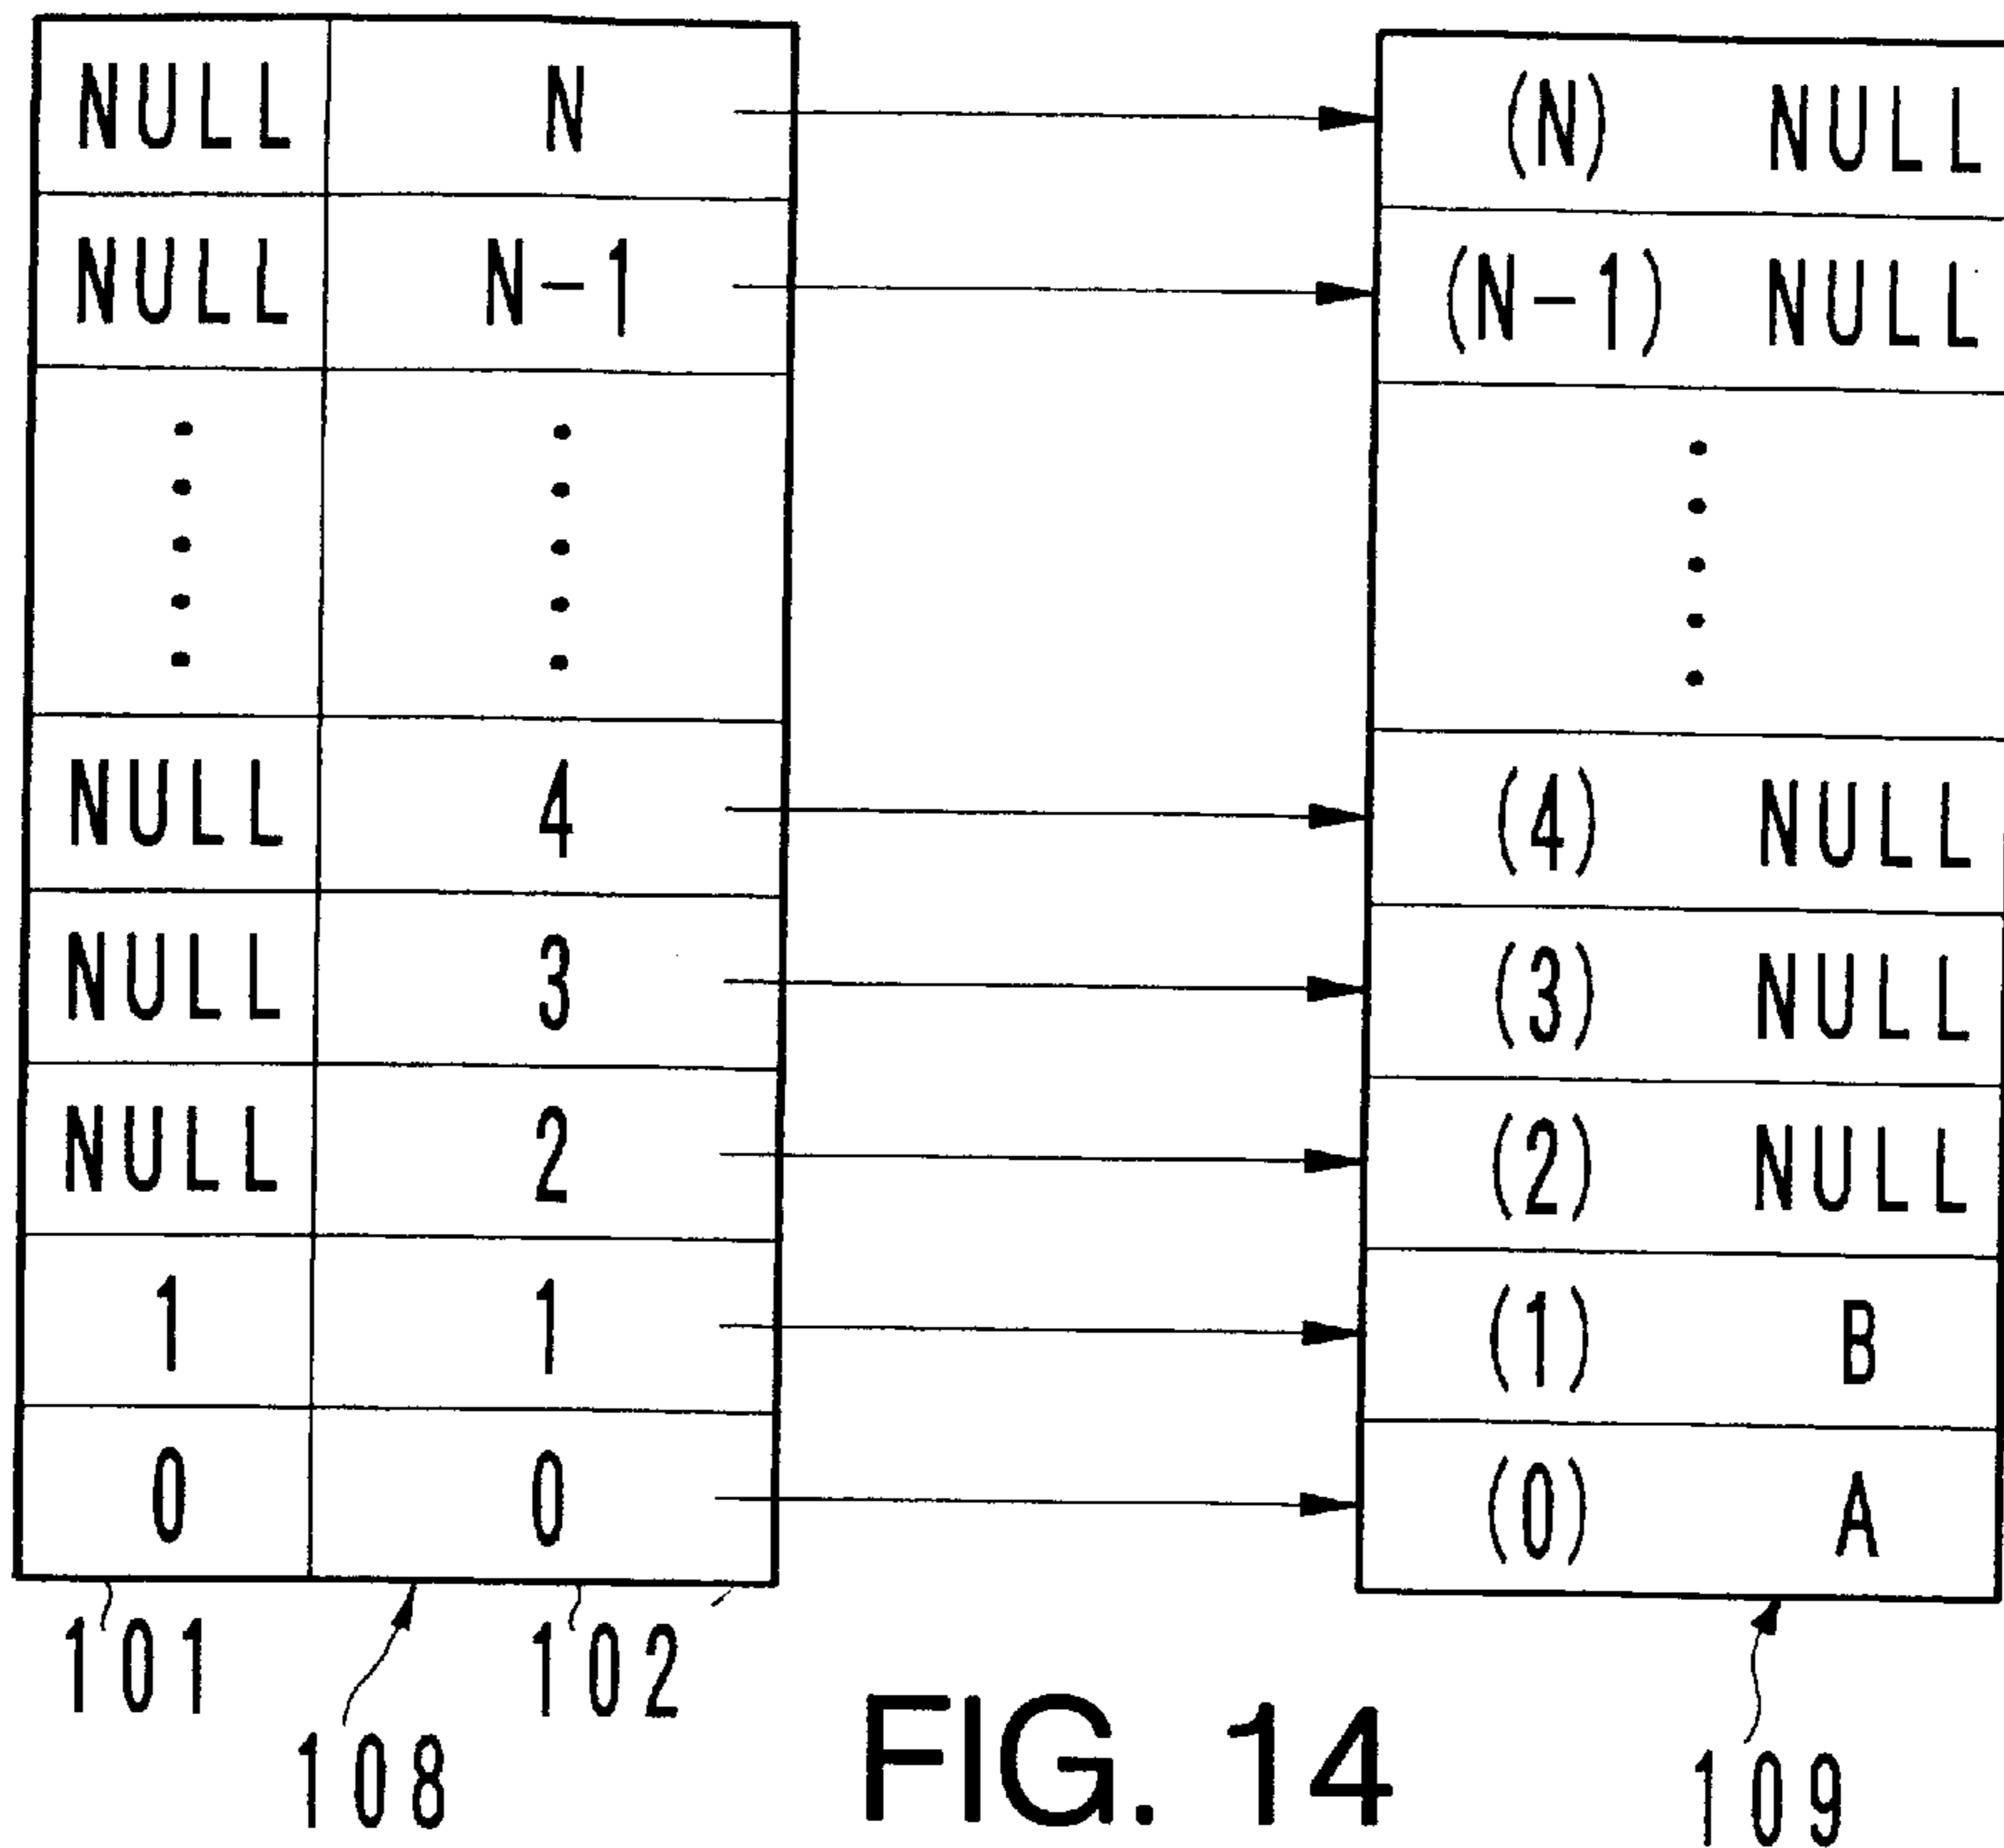 NULL N (N) NULL
NULL N-1 (N-1) NULL
NULL 4 (4) NULL
NULL 3 (3) NULL
NULL 2 (2) NULL
1 1 (1) B
0 0 (0) A
101 102
108 109
FIG. 14